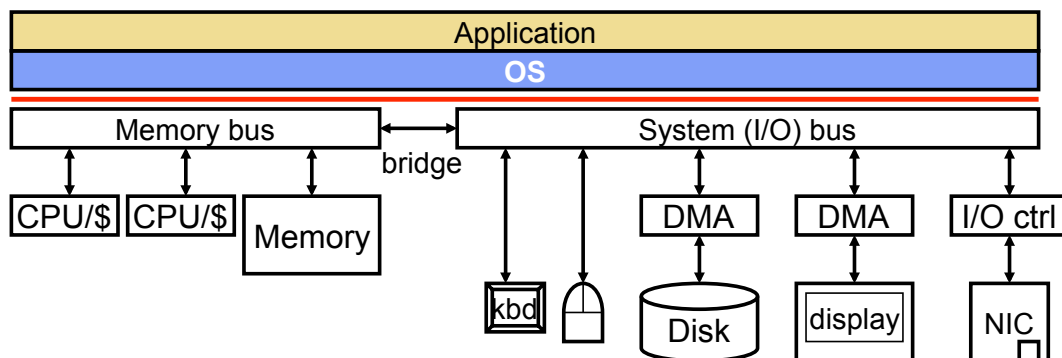 Application
OS
Memory bus
System (I/O) bus
bridge
CPU/$
CPU/$
Memory
DMA
DMA
I/O ctrl
kbd
Disk
display
NIC